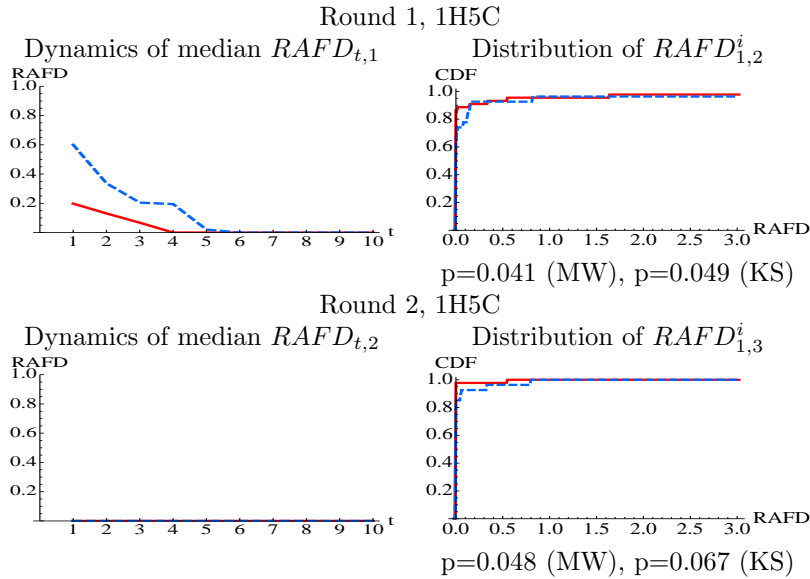 Round 1, 1H5C
Dynamics of median $RAFD_{t,1}$
Distribution of $RAFD^i_{1,2}$
RAFD
1.0
0.8
0.6
0.4
0.2
1 2 3 4 5 6 7 8 9 10 t
CDF
1.0
0.8
0.6
0.4
0.2
0.0 0.5 1.0 1.5 2.0 2.5 3.0 RAFD
p=0.041 (MW), p=0.049 (KS)
Round 2, 1H5C
Dynamics of median $RAFD_{t,2}$
Distribution of $RAFD^i_{1,3}$
RAFD
1.0
0.8
0.6
0.4
0.2
1 2 3 4 5 6 7 8 9 10 t
CDF
1.0
0.8
0.6
0.4
0.2
0.0 0.5 1.0 1.5 2.0 2.5 3.0 RAFD
p=0.048 (MW), p=0.067 (KS)